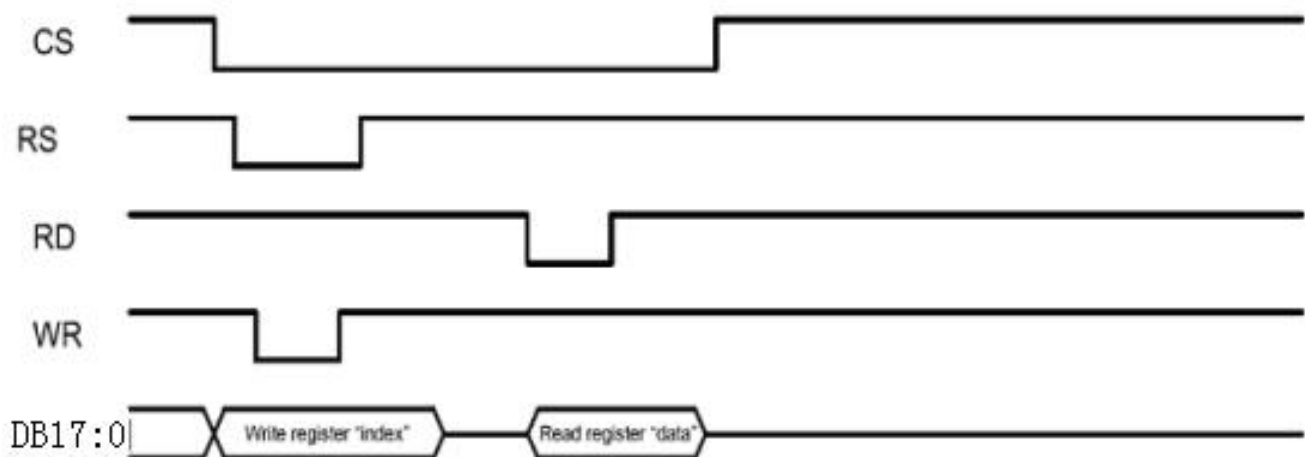 CS
RS
RD
WR
DB17:0
Write register "index"
Read register "data"